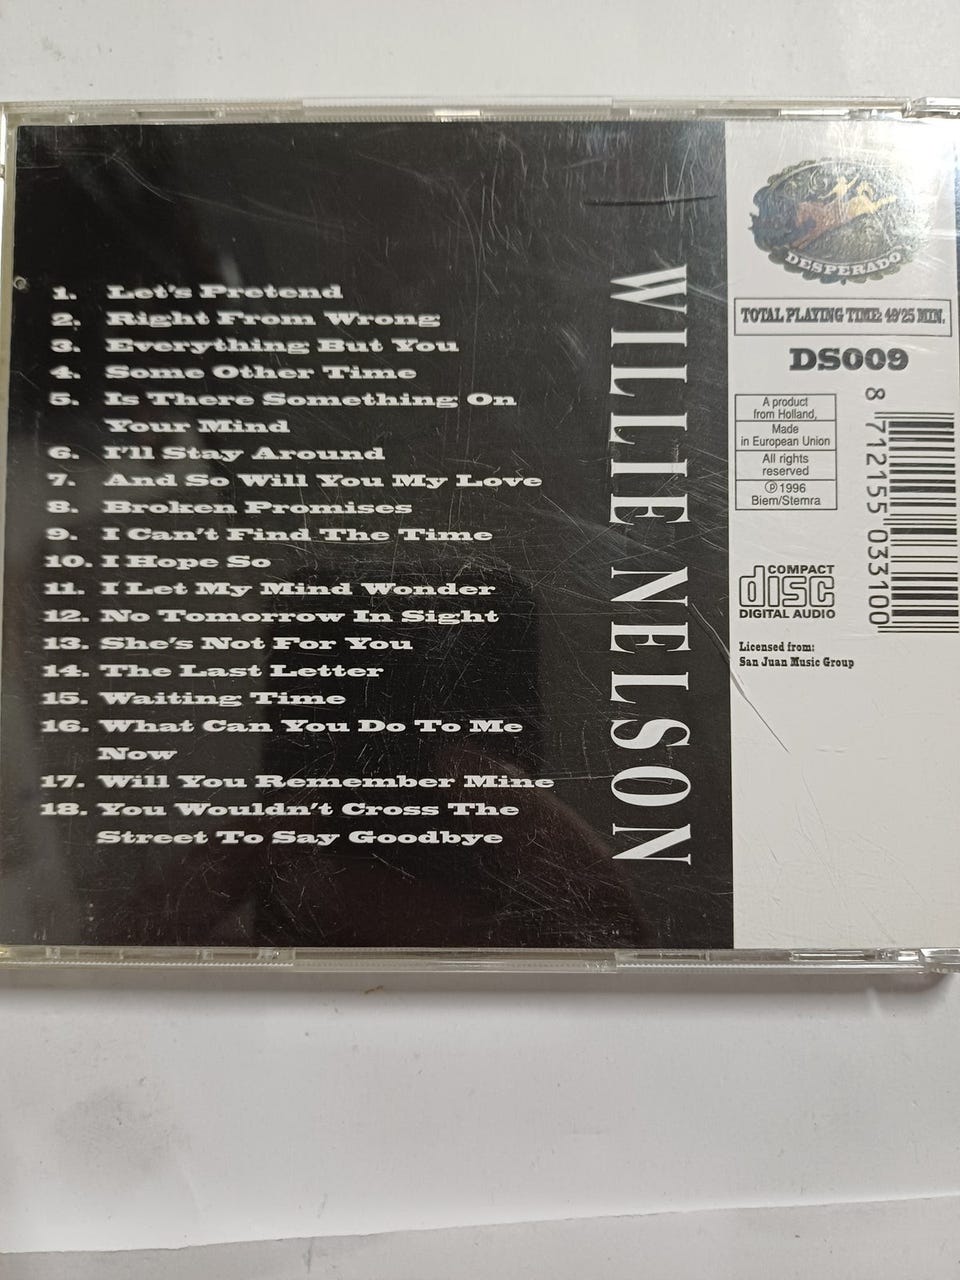 1. Let's Pretend
2. Right From Wrong
3. Everything But You
4. Some Other Time
5. Is There Something On
Your Mind
6. I'll Stay Around
7. And So Will You My Love
8. Broken Promises
9. I Can't Find The Time
10. I Hope So
11. I Let My Mind Wonder
12. No Tomorrow In Sight
13. She's Not For You
14. The Last Letter
15. Waiting Time
16. What Can You Do To Me
Now
17. Will You Remember Mine
18. You Wouldn't Cross The
Street To Say Goodbye
WILLIE NELSON
DESPERADO
TOTAL PLAYING TIME: 49'25 MIN.
DS009
A product
from Holland,
Made
in European Union
All rights
reserved
℗ 1996
Biem/Stemra
8 712155 033100
COMPACT
disc
DIGITAL AUDIO
Licensed from:
San Juan Music Group